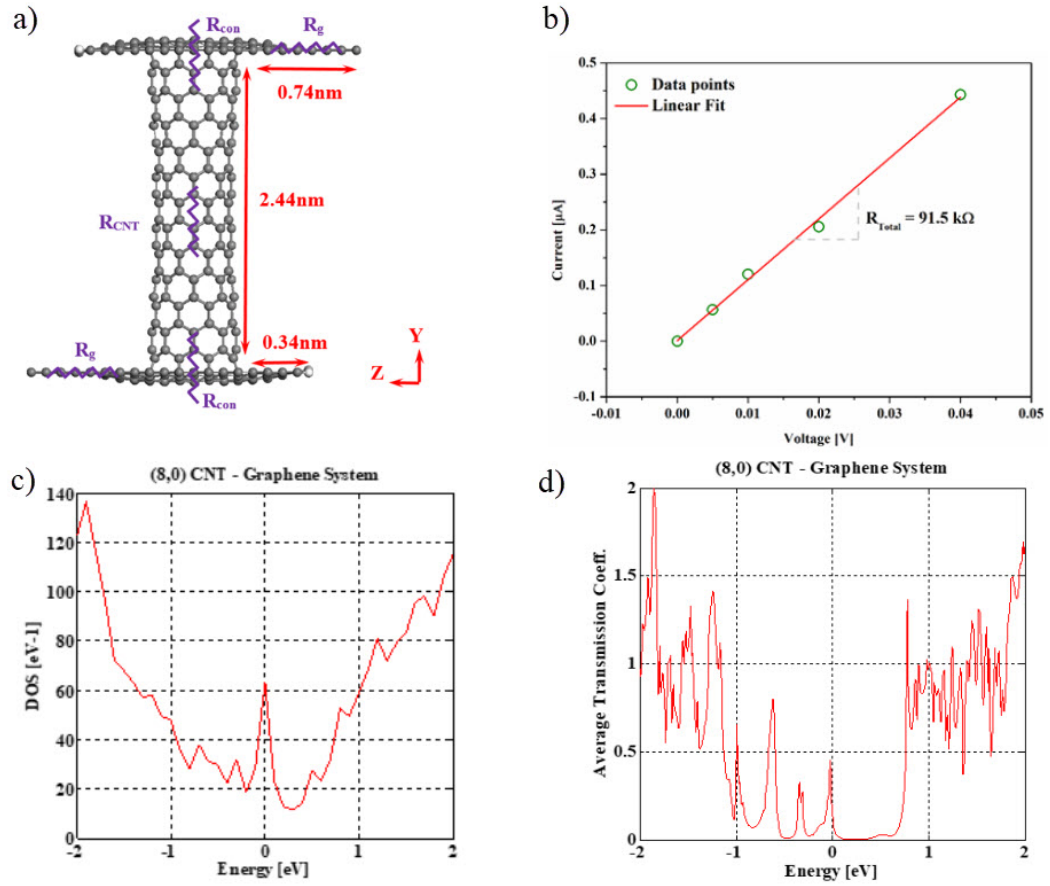 a)
Rcon
Rg
0.74nm
2.44nm
RCNT
0.34nm
Rg
Rcon
Y
Z
b)
Data points
Linear Fit
RTotal = 91.5 kΩ
0.5
0.4
0.3
0.2
0.1
0.0
-0.1
Current [µA]
-0.01 0.00 0.01 0.02 0.03 0.04 0.05
Voltage [V]
c)
(8,0) CNT - Graphene System
140
120
100
80
60
40
20
0
DOS [eV-1]
-2 -1 0 1 2
Energy [eV]
d)
(8,0) CNT - Graphene System
2
1.5
1
0.5
0
Average Transmission Coeff.
-2 -1 0 1 2
Energy [eV]